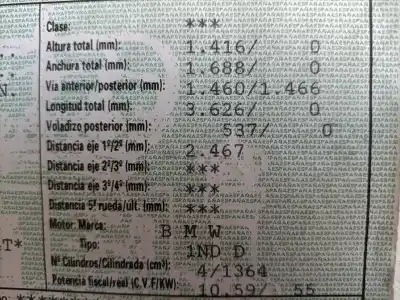 Clase: ***
Altura total (mm): 1.416/ 0
Anchura total (mm): 1.688/ 0
Vía anterior/posterior (mm): 1.460/1.466
Longitud total (mm): 3.626/ 0
Voladizo posterior (mm): 537/ 0
Distancia eje 1º/2º (mm): 2.467
Distancia eje 2º/3º (mm): ***
Distancia eje 3º/4º (mm): ***
Distancia 5ª rueda/últ. (mm): ***
Motor: Marca: B M W
Tipo: 1ND D
Nº Cilindros/Cilindrada (cm³): 4/1364
Potencia fiscal/real (C.V.F/KW): 10.59/ 55